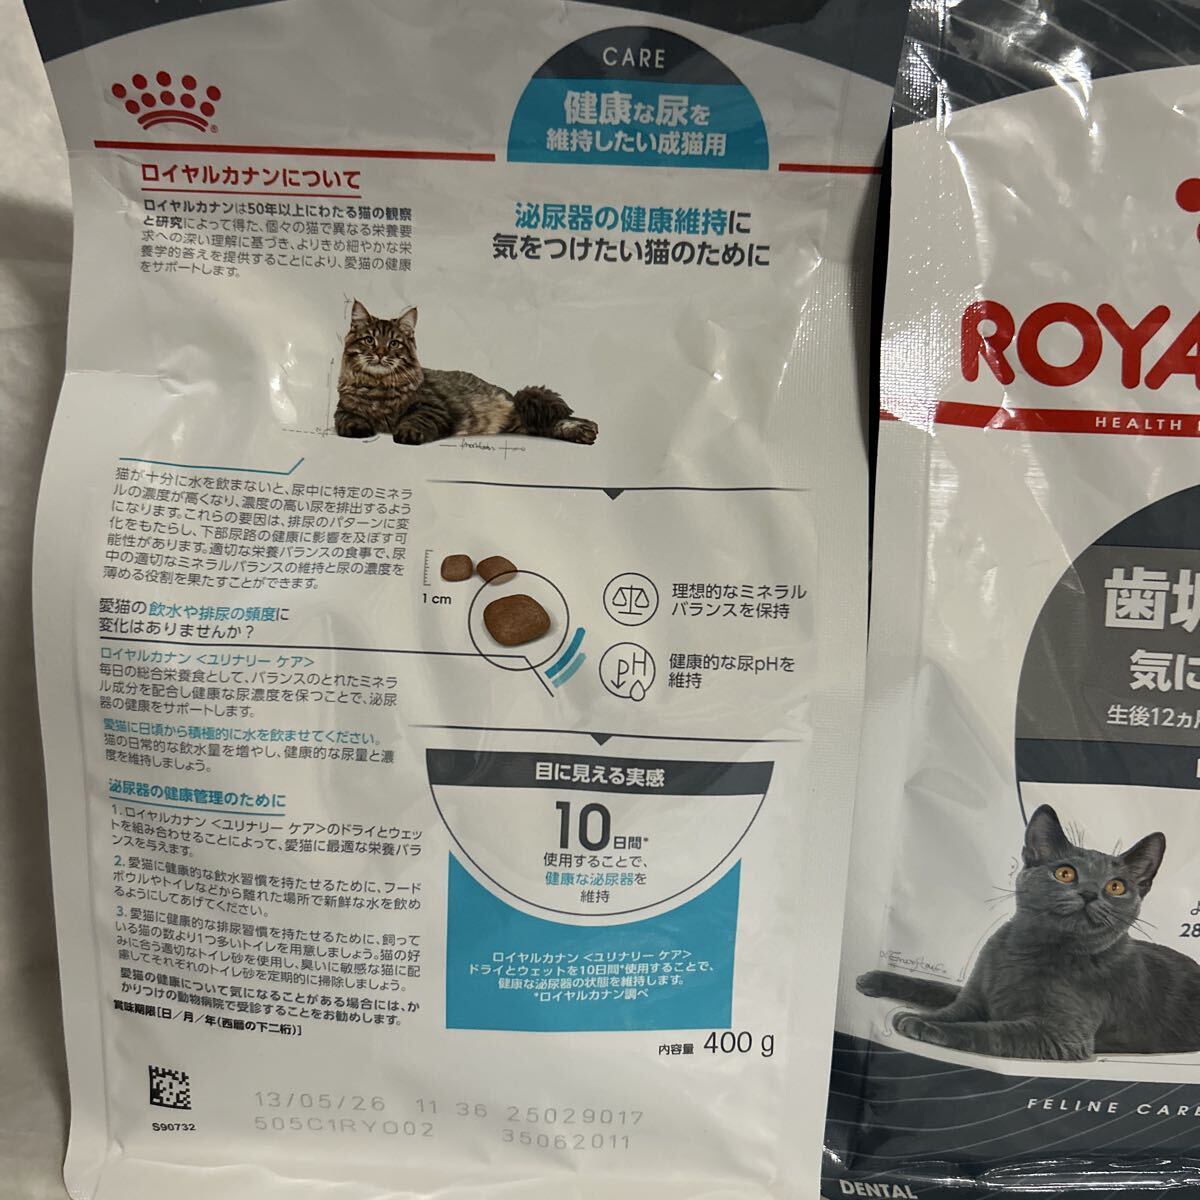 CARE
健康な尿を
維持したい成猫用
ロイヤルカナンについて
ロイヤルカナンは50年以上にわたる猫の観察
と研究によって得た、個々の猫で異なる栄養要
求への深い理解に基づき、よりきめ細やかな栄
養学的答えを提供することにより、愛猫の健康
をサポートします。
泌尿器の健康維持に
気をつけたい猫のために
猫が十分に水を飲まないと、尿中に特定のミネラ
ルの濃度が高くなり、濃度の高い尿を排出するよう
になります。これらの要因は、排尿のパターンに変
化をもたらし、下部尿路の健康に影響を及ぼす可
能性があります。適切な栄養バランスの食事で、尿
中の適切なミネラルバランスの維持と尿の濃度を
薄める役割を果たすことができます。
愛猫の飲水や排尿の頻度に
変化はありませんか？
ロイヤルカナン <ユリナリー ケア>
毎日の総合栄養食として、バランスのとれたミネラ
ル成分を配合し健康な尿濃度を保つことで、泌尿
器の健康をサポートします。
愛猫に日頃から積極的に水を飲ませてください。
猫の日常的な飲水量を増やし、健康的な尿量と濃
度を維持しましょう。
泌尿器の健康管理のために
1. ロイヤルカナン <ユリナリー ケア>のドライとウェッ
トを組み合わせることによって、愛猫に最適な栄養バラ
ンスを与えます。
2. 愛猫に健康的な飲水習慣を持たせるために、フード
ボウルやトイレなどから離れた場所で新鮮な水を飲め
るようにしてあげてください。
3. 愛猫に健康的な排尿習慣を持たせるために、飼って
いる猫の数より1つ多いトイレを用意しましょう。猫の好
みに合う適切なトイレ砂を使用し、臭いに敏感な猫に配
慮してそれぞれのトイレ砂を定期的に掃除しましょう。
愛猫の健康について気になることがある場合には、か
かりつけの動物病院で受診することをお勧めします。
賞味期限[日／月／年(西暦の下二桁)]
1 cm
理想的なミネラル
バランスを保持
pH
健康的な尿pHを
維持
目に見える実感
10日間*
使用することで、
健康な泌尿器を
維持
ロイヤルカナン <ユリナリー ケア>
ドライとウェットを10日間*使用することで、
健康な泌尿器の状態を維持します。
*ロイヤルカナン調べ
内容量 400 g
S90732
13/05/26 11 36 25029017
505C1RY002 35062011
ROYA
HEALTH
気に
生後12ヵ月
28
FELINE CARE
DENTAL